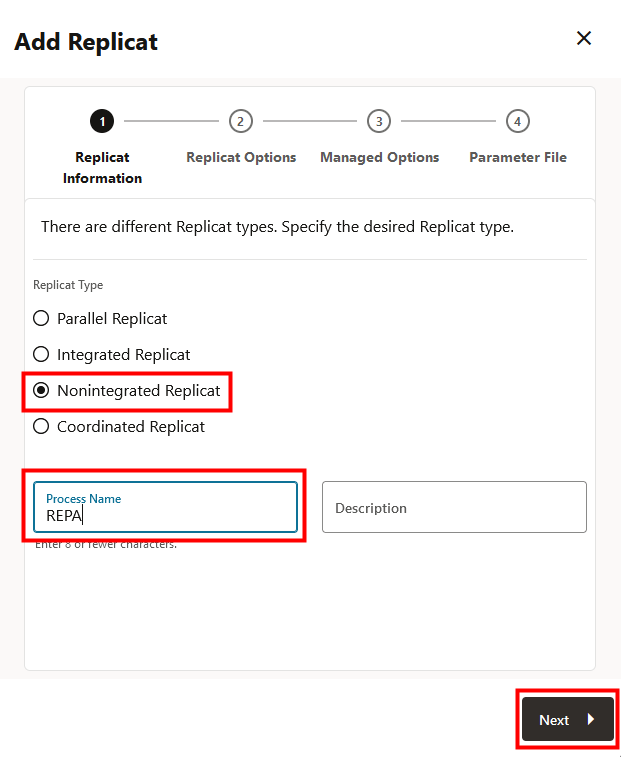 Add Replicat
1
2
3
4
Replicat
Information
Replicat Options
Managed Options
Parameter File
There are different Replicat types. Specify the desired Replicat type.
Replicat Type
Parallel Replicat
Integrated Replicat
Nonintegrated Replicat
Coordinated Replicat
Process Name
REPA
Description
Enter 8 or fewer characters.
Next